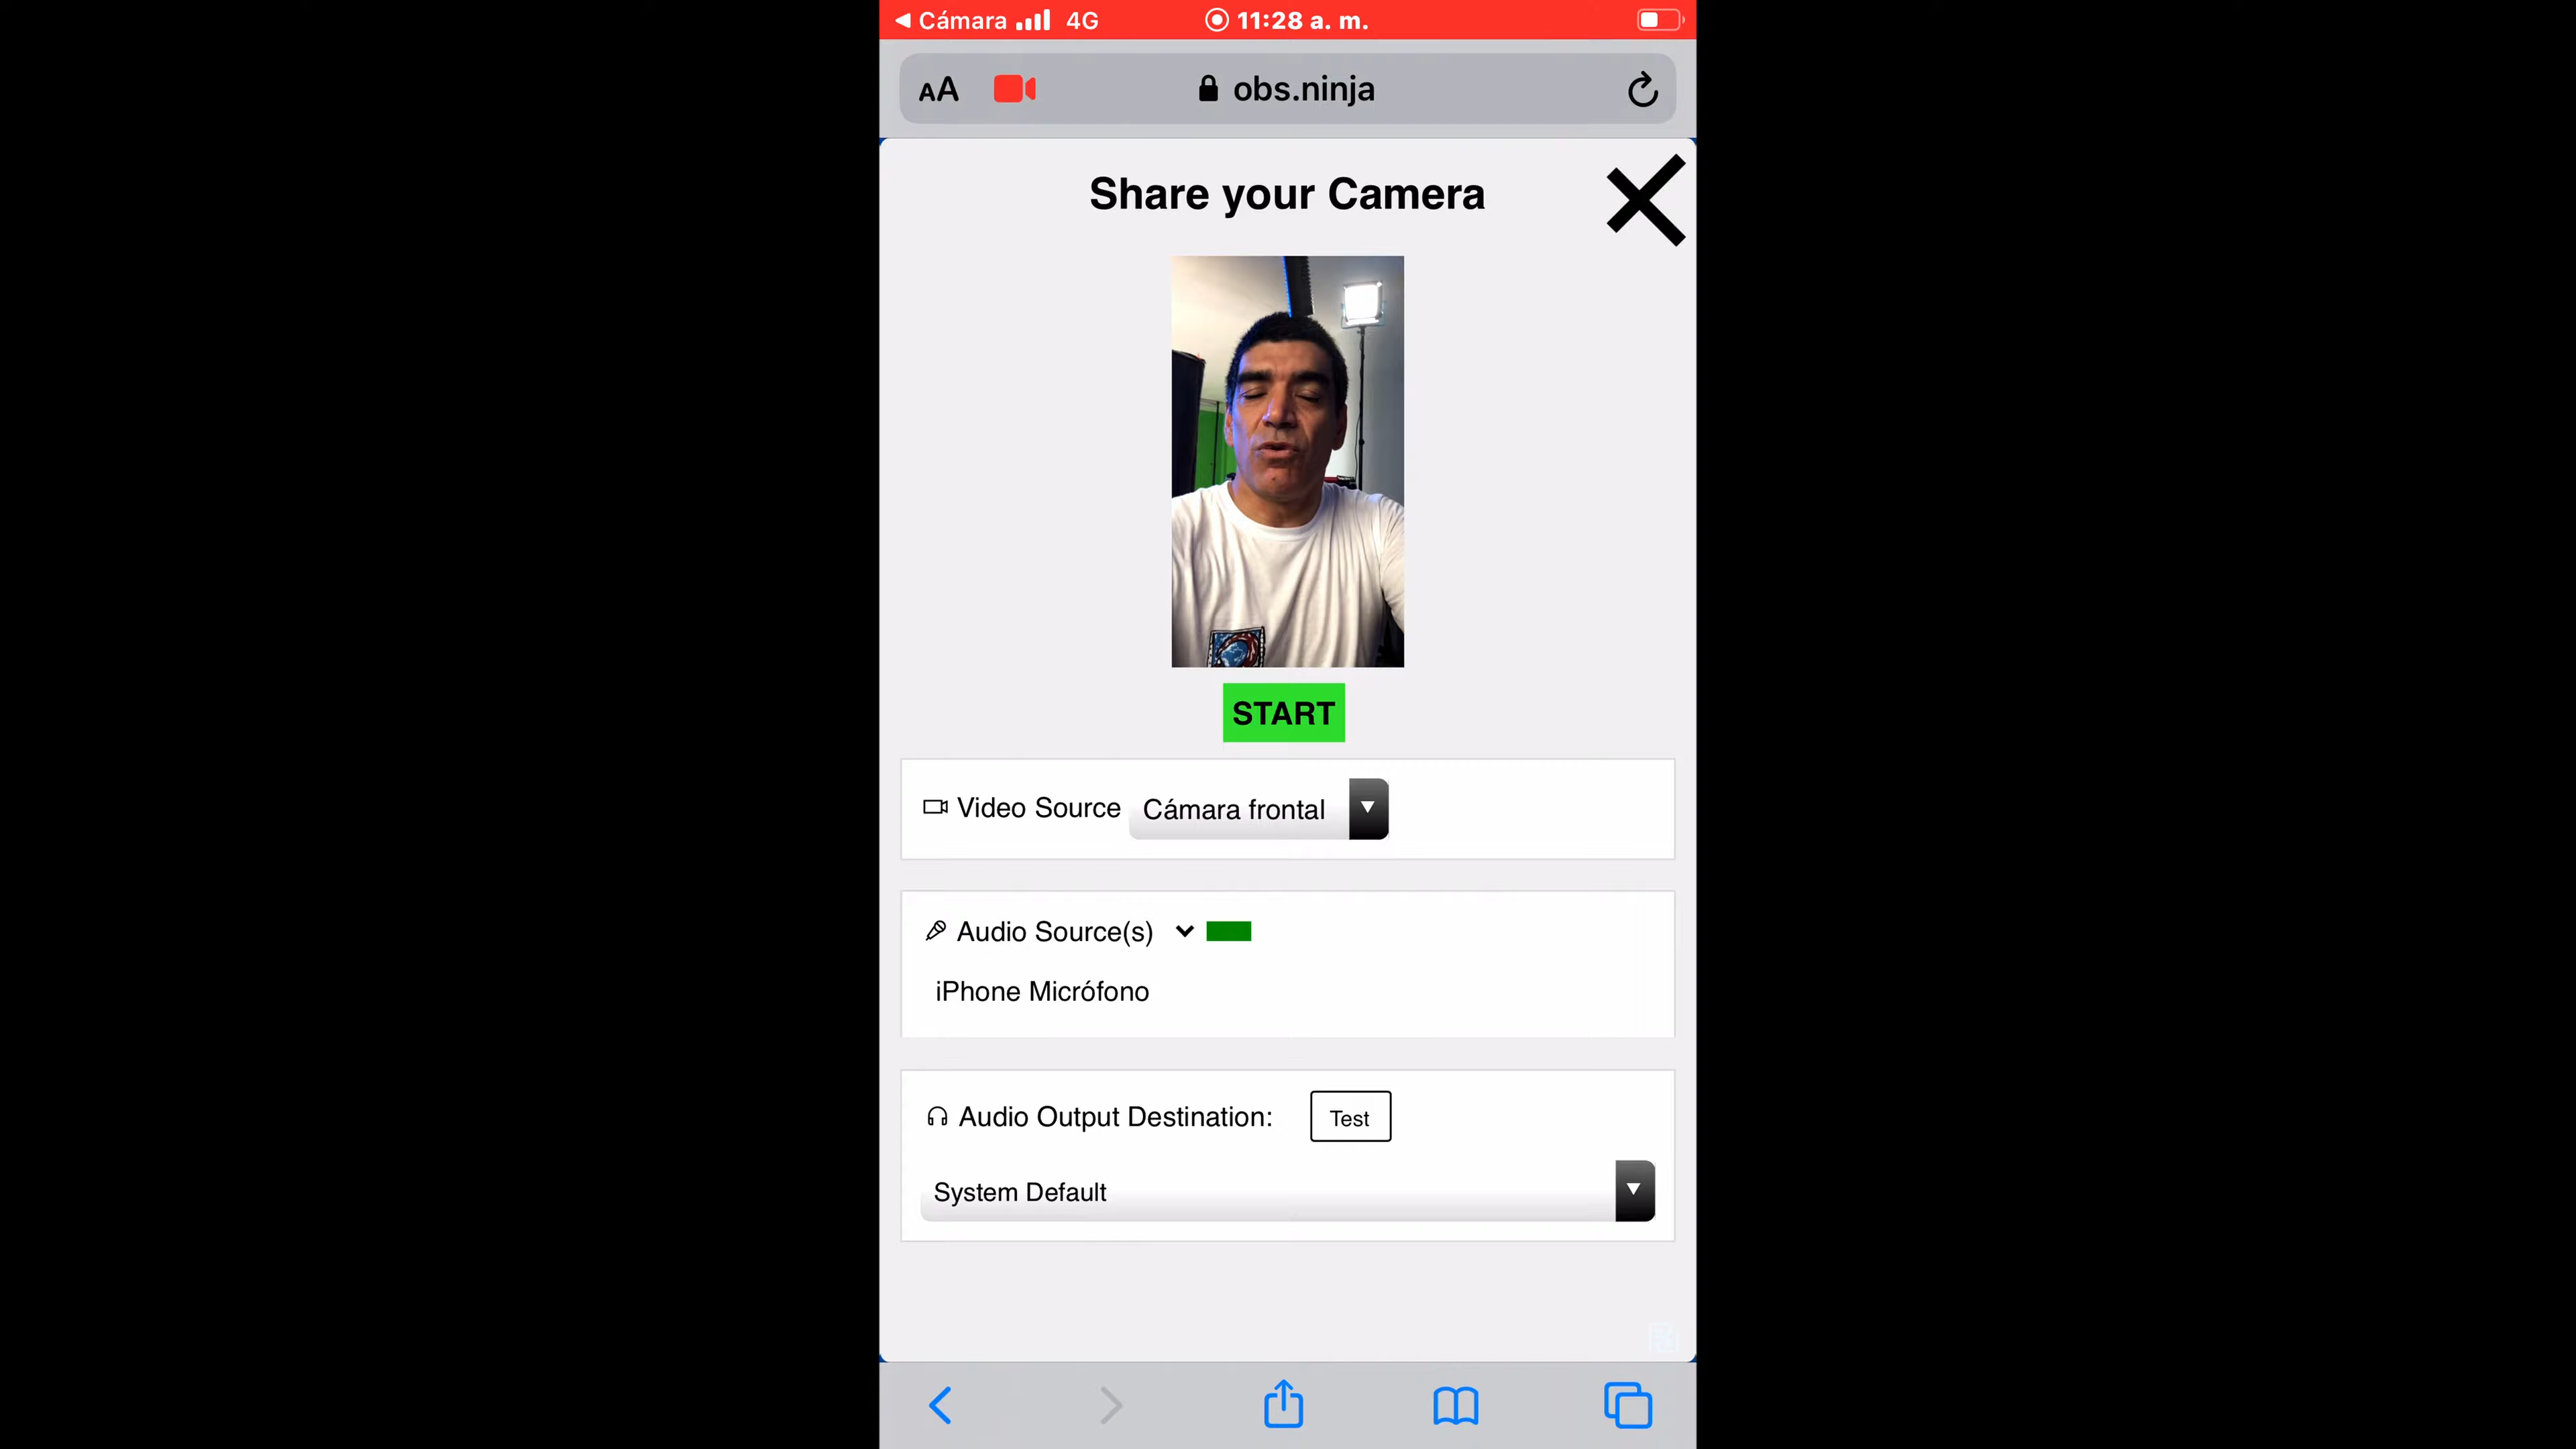 Cámara 4G 11:28 a. m.
AA obs.ninja
Share your Camera
START
Video Source Cámara frontal
Audio Source(s)
iPhone Micrófono
Audio Output Destination: Test
System Default